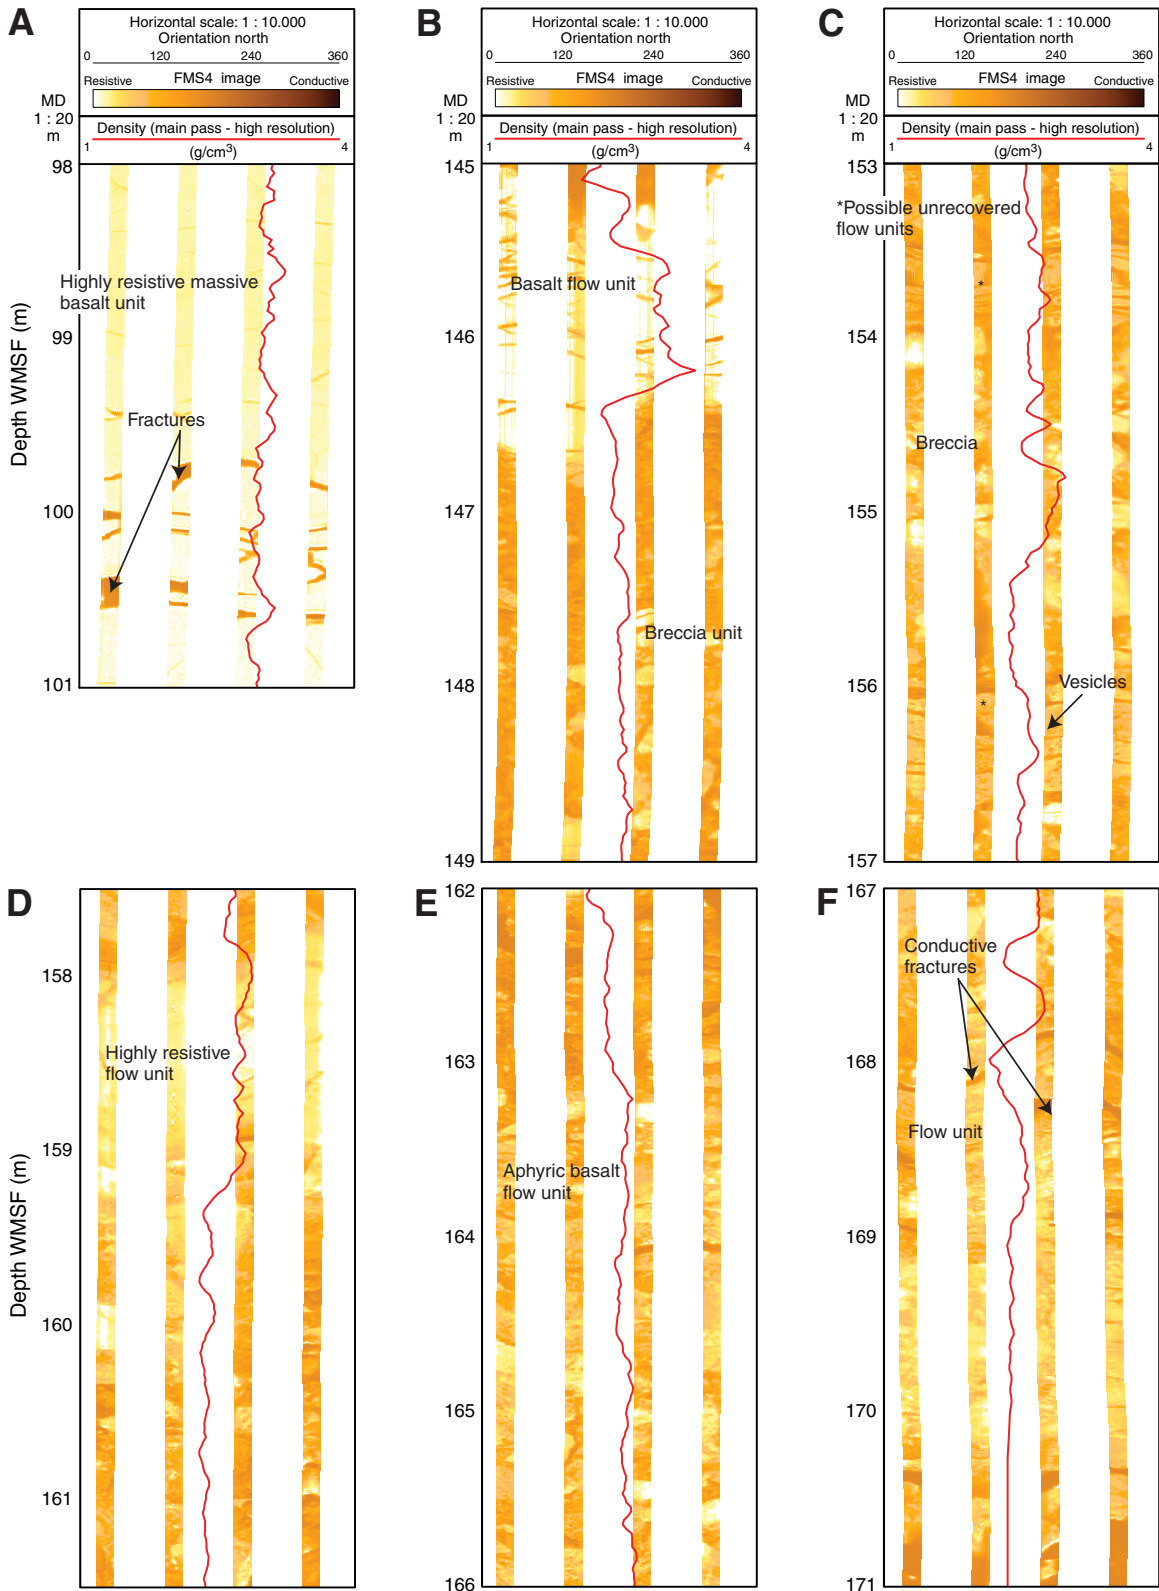 A
Horizontal scale: 1 : 10.000
Orientation north
0 120 240 360
Resistive FMS4 image Conductive
MD
1 : 20
m
Density (main pass - high resolution)
1 (g/cm³) 4
98
Highly resistive massive
basalt unit
99
Fractures
100
101
Depth WMSF (m)
B
Horizontal scale: 1 : 10.000
Orientation north
0 120 240 360
Resistive FMS4 image Conductive
MD
1 : 20
m
Density (main pass - high resolution)
1 (g/cm³) 4
145
Basalt flow unit
146
147
Breccia unit
148
149
C
Horizontal scale: 1 : 10.000
Orientation north
0 120 240 360
Resistive FMS4 image Conductive
MD
1 : 20
m
Density (main pass - high resolution)
1 (g/cm³) 4
153
*Possible unrecovered
flow units
*
154
Breccia
155
156
Vesicles
*
157
D
158
Highly resistive
flow unit
159
160
161
Depth WMSF (m)
E
162
163
Aphyric basalt
flow unit
164
165
166
F
167
Conductive
fractures
168
Flow unit
169
170
171